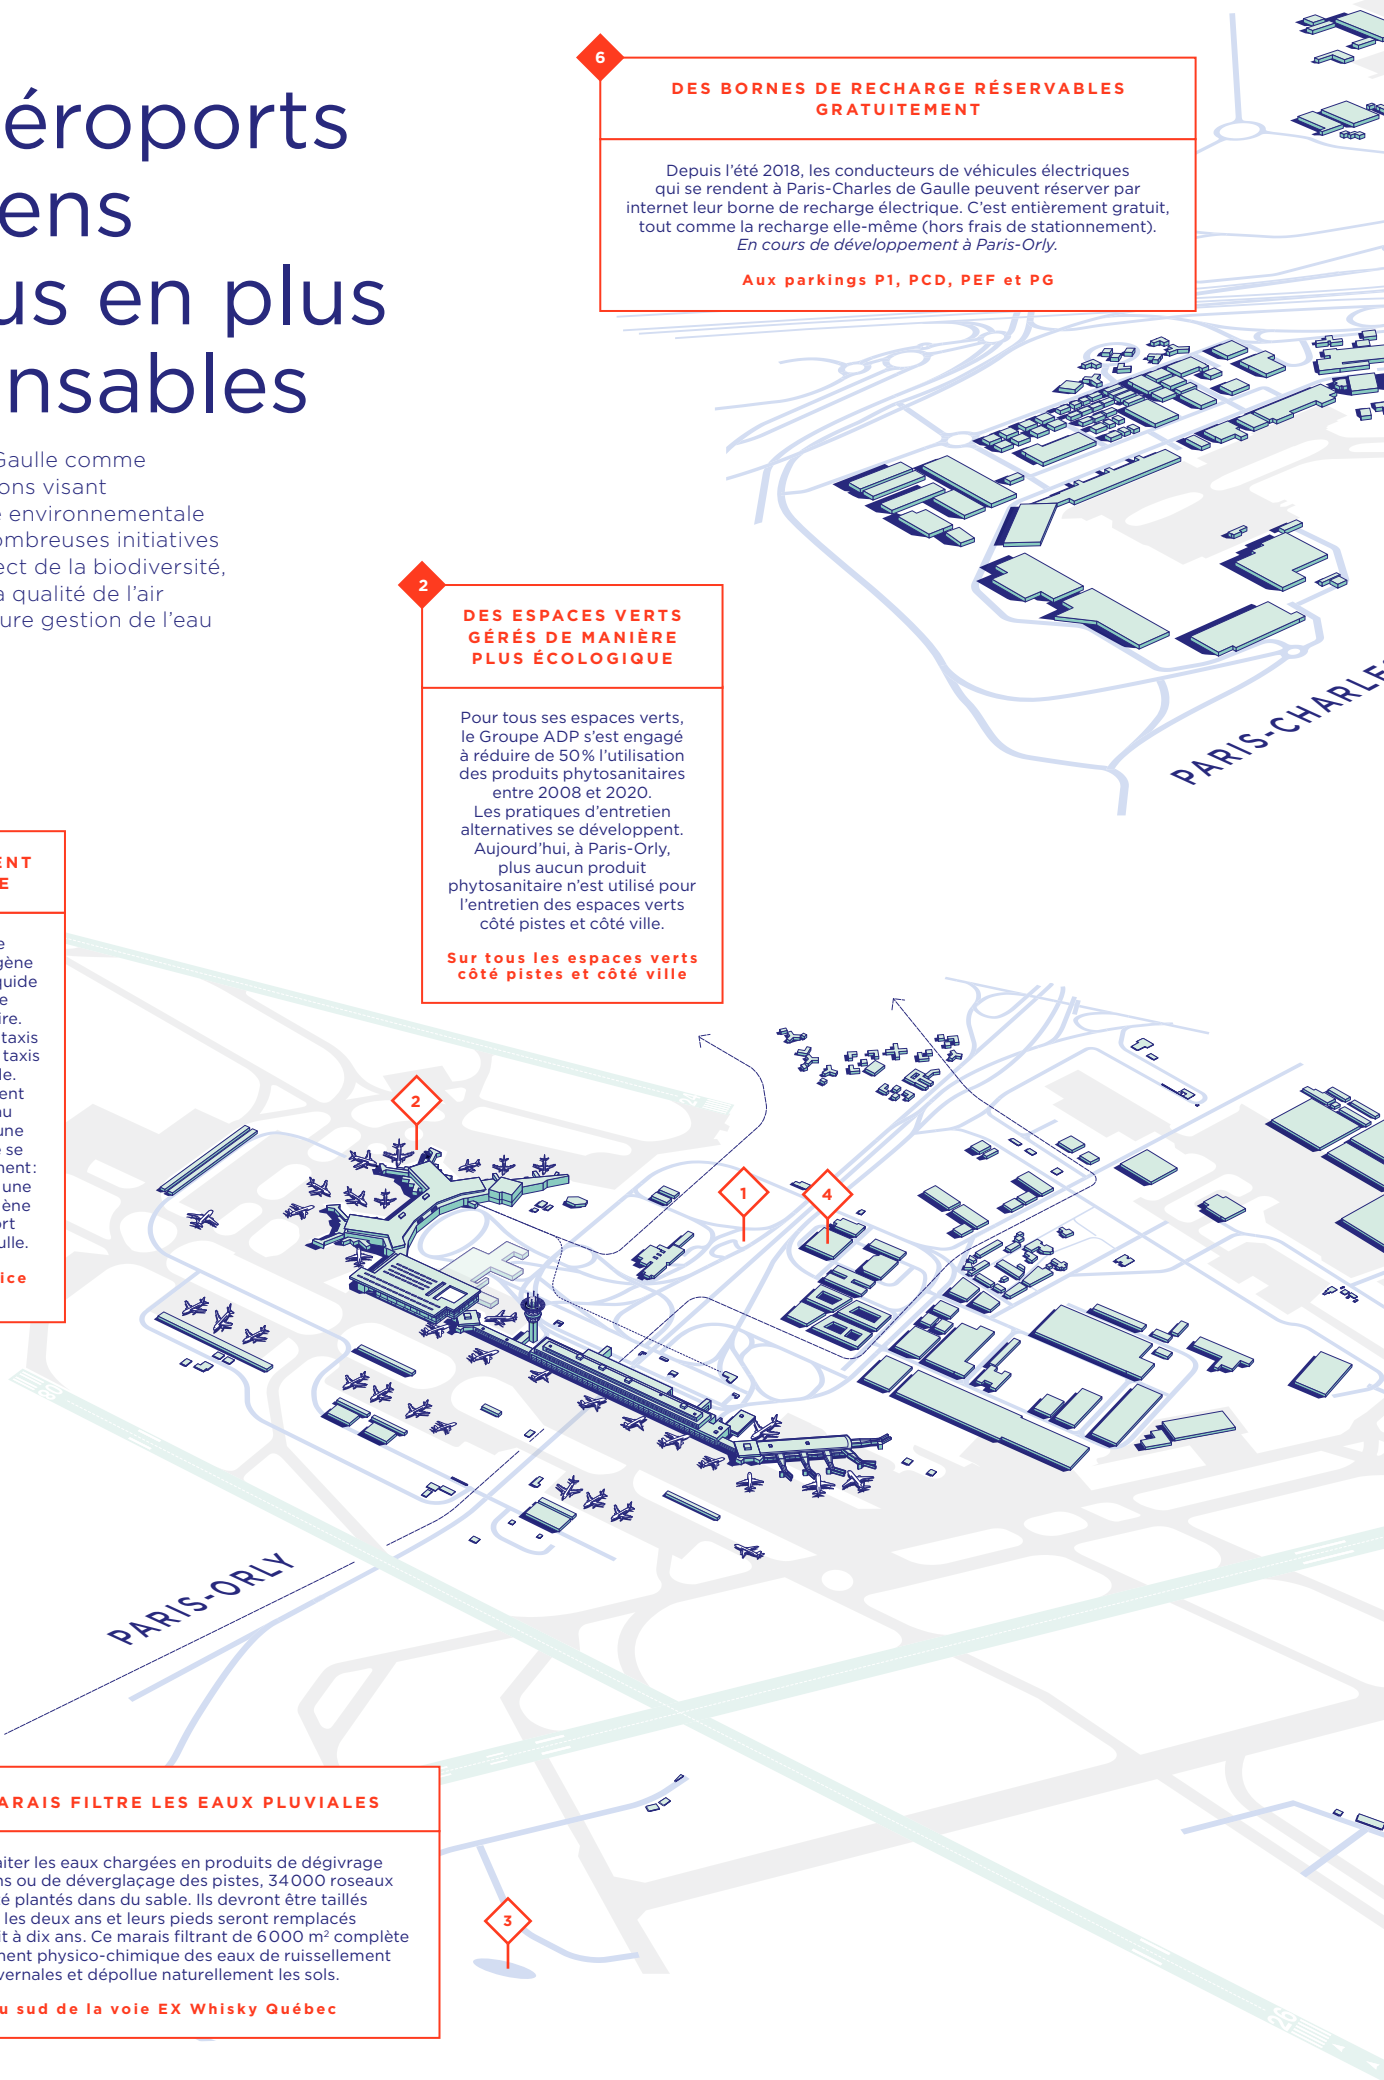 éroports
ens
us en plus
nsables
Gaulle comme
ons visant
e environnementale
ombreuses initiatives
ect de la biodiversité,
a qualité de l'air
ure gestion de l'eau
6
DES BORNES DE RECHARGE RÉSERVABLES
GRATUITEMENT
Depuis l'été 2018, les conducteurs de véhicules électriques
qui se rendent à Paris-Charles de Gaulle peuvent réserver par
internet leur borne de recharge électrique. C'est entièrement gratuit,
tout comme la recharge elle-même (hors frais de stationnement).
En cours de développement à Paris-Orly.
Aux parkings P1, PCD, PEF et PG
PARIS-CHARLES
2
DES ESPACES VERTS
GÉRÉS DE MANIÈRE
PLUS ÉCOLOGIQUE
Pour tous ses espaces verts,
le Groupe ADP s'est engagé
à réduire de 50% l'utilisation
des produits phytosanitaires
entre 2008 et 2020.
Les pratiques d'entretien
alternatives se développent.
Aujourd'hui, à Paris-Orly,
plus aucun produit
phytosanitaire n'est utilisé pour
l'entretien des espaces verts
côté pistes et côté ville.
Sur tous les espaces verts
côté pistes et côté ville
ENT
E
e
gène
quide
e
ire.
taxis
taxis
le.
ent
au
une
e se
ment:
une
ène
ort
ulle.
ice
2
1
4
PARIS-ORLY
ARAIS FILTRE LES EAUX PLUVIALES
aiter les eaux chargées en produits de dégivrage
ns ou de déverglaçage des pistes, 34000 roseaux
té plantés dans du sable. Ils devront être taillés
les deux ans et leurs pieds seront remplacés
it à dix ans. Ce marais filtrant de 6000 m² complète
ment physico-chimique des eaux de ruissellement
vernales et dépollue naturellement les sols.
u sud de la voie EX Whisky Québec
3
26